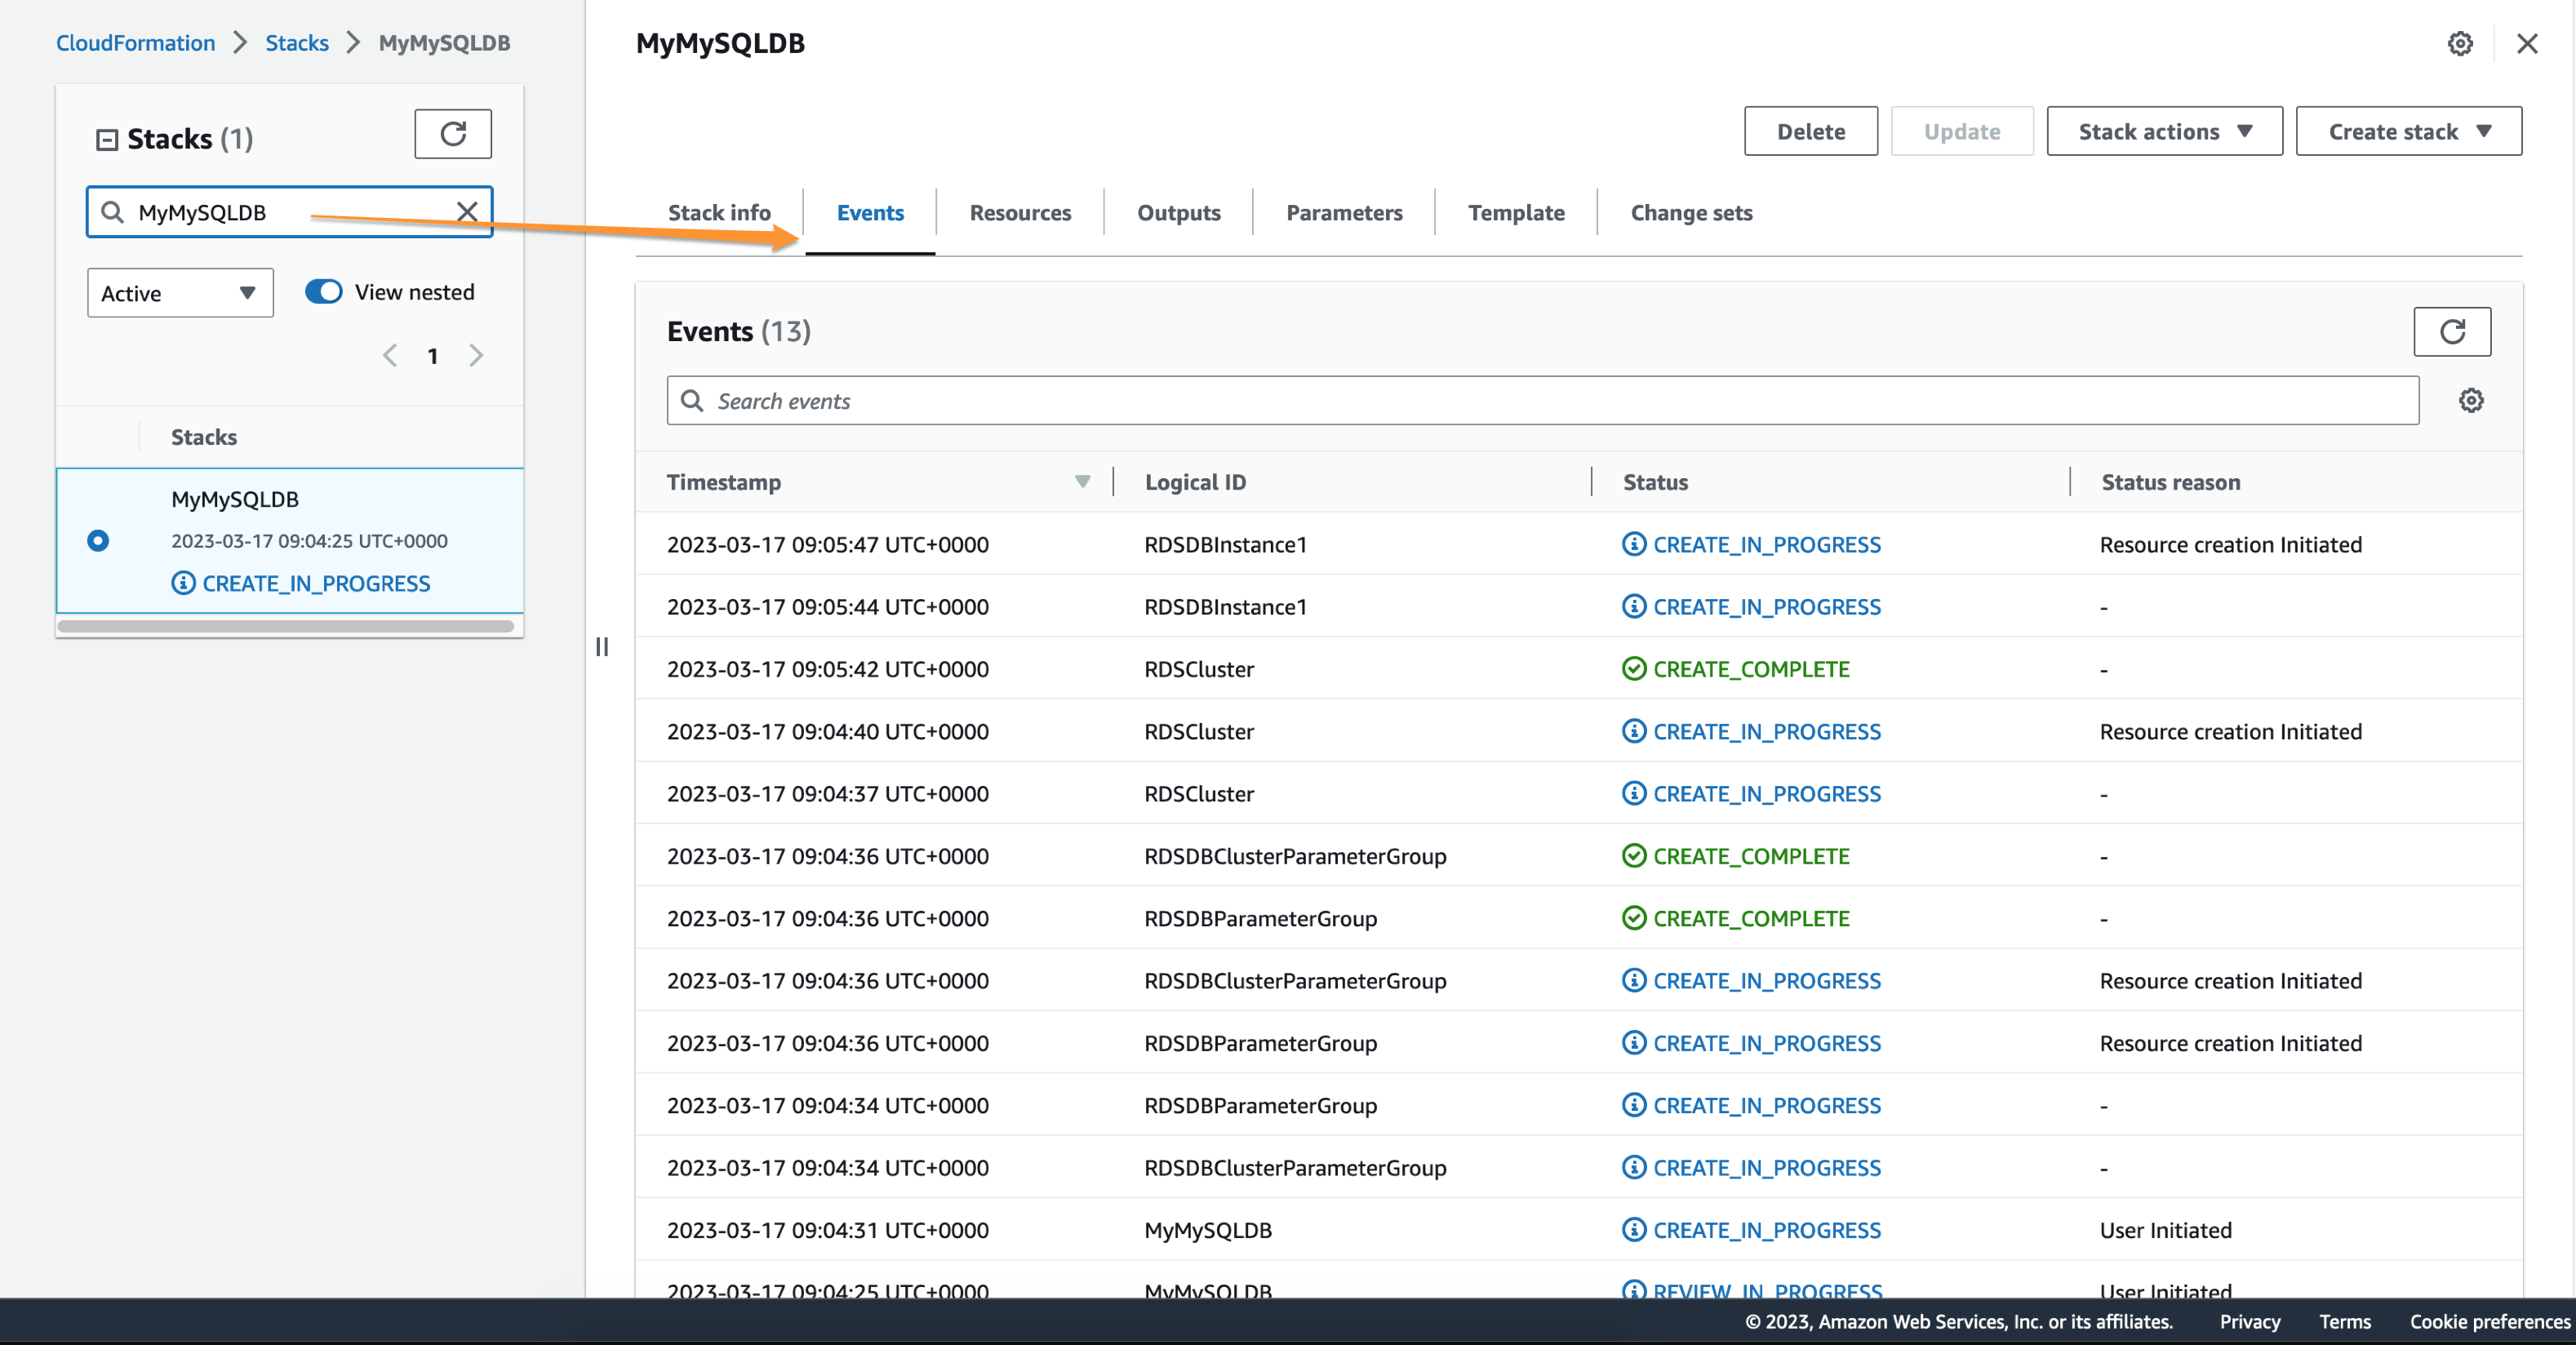 CloudFormation > Stacks > MyMySQLDB
Stacks (1)
MyMySQLDB
Active
View nested
1
Stacks
MyMySQLDB
2023-03-17 09:04:25 UTC+0000
CREATE_IN_PROGRESS
MyMySQLDB
Delete Update Stack actions Create stack
Stack info Events Resources Outputs Parameters Template Change sets
Events (13)
Search events
Timestamp Logical ID Status Status reason
2023-03-17 09:05:47 UTC+0000 RDSDBInstance1 CREATE_IN_PROGRESS Resource creation Initiated
2023-03-17 09:05:44 UTC+0000 RDSDBInstance1 CREATE_IN_PROGRESS -
2023-03-17 09:05:42 UTC+0000 RDSCluster CREATE_COMPLETE -
2023-03-17 09:04:40 UTC+0000 RDSCluster CREATE_IN_PROGRESS Resource creation Initiated
2023-03-17 09:04:37 UTC+0000 RDSCluster CREATE_IN_PROGRESS -
2023-03-17 09:04:36 UTC+0000 RDSDBClusterParameterGroup CREATE_COMPLETE -
2023-03-17 09:04:36 UTC+0000 RDSDBParameterGroup CREATE_COMPLETE -
2023-03-17 09:04:36 UTC+0000 RDSDBClusterParameterGroup CREATE_IN_PROGRESS Resource creation Initiated
2023-03-17 09:04:36 UTC+0000 RDSDBParameterGroup CREATE_IN_PROGRESS Resource creation Initiated
2023-03-17 09:04:34 UTC+0000 RDSDBParameterGroup CREATE_IN_PROGRESS -
2023-03-17 09:04:34 UTC+0000 RDSDBClusterParameterGroup CREATE_IN_PROGRESS -
2023-03-17 09:04:31 UTC+0000 MyMySQLDB CREATE_IN_PROGRESS User Initiated
2023-03-17 09:04:25 UTC+0000 MyMySQLDB REVIEW_IN_PROGRESS User Initiated
© 2023, Amazon Web Services, Inc. or its affiliates. Privacy Terms Cookie preferences